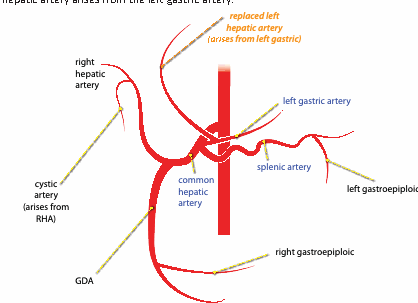 hepatic artery arises from the left gastric artery.
replaced left
hepatic artery
(arises from left gastric)
right
hepatic
artery
left gastric artery
splenic artery
common
hepatic
artery
left gastroepiploic
cystic
artery
(arises from
RHA)
right gastroepiploic
GDA